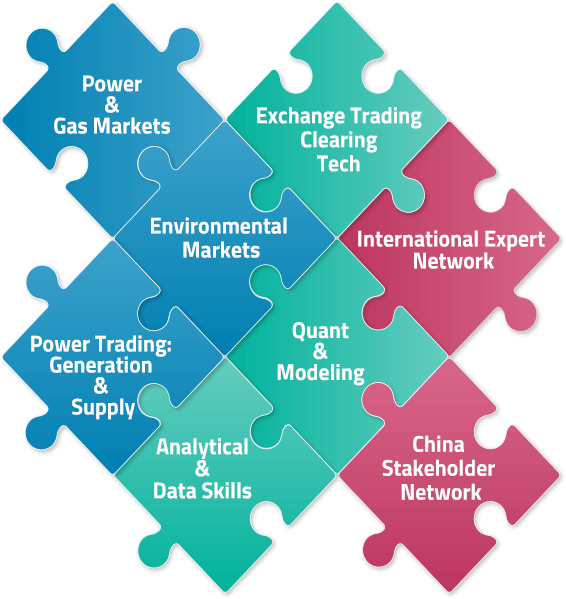 Power
&
Gas Markets
Exchange Trading
Clearing
Tech
Environmental
Markets
International Expert
Network
Power Trading:
Generation
&
Supply
Quant
&
Modeling
Analytical
&
Data Skills
China
Stakeholder
Network